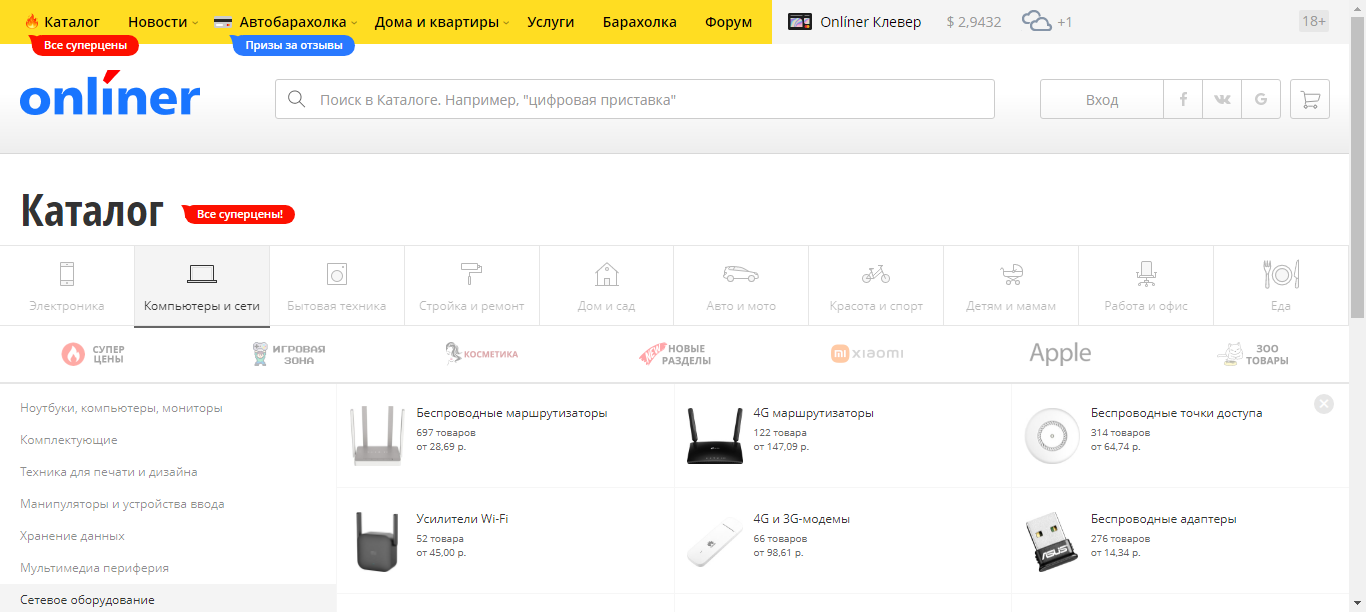 Каталог Новости Автобарахолка Дома и квартиры Услуги Барахолка Форум Onlíner Клевер $ 2,9432 +1 18+
Все суперцены Призы за отзывы
onlíner
Поиск в Каталоге. Например, "цифровая приставка"
Вход f G
Каталог
Все суперцены!
Электроника Компьютеры и сети Бытовая техника Стройка и ремонт Дом и сад Авто и мото Красота и спорт Детям и мамам Работа и офис Еда
СУПЕР
ЦЕНЫ
ИГРОВАЯ
ЗОНА
КОСМЕТИКА
NEW
НОВЫЕ
РАЗДЕЛЫ
mi xiaomi
Apple
ЗОО
ТОВАРЫ
Ноутбуки, компьютеры, мониторы
Комплектующие
Техника для печати и дизайна
Манипуляторы и устройства ввода
Хранение данных
Мультимедиа периферия
Сетевое оборудование
Беспроводные маршрутизаторы
697 товаров
от 28,69 р.
4G маршрутизаторы
122 товара
от 147,09 р.
Беспроводные точки доступа
314 товаров
от 64,74 р.
Усилители Wi-Fi
52 товара
от 45,00 р.
4G и 3G-модемы
66 товаров
от 98,61 р.
ASUS
Беспроводные адаптеры
276 товаров
от 14,34 р.